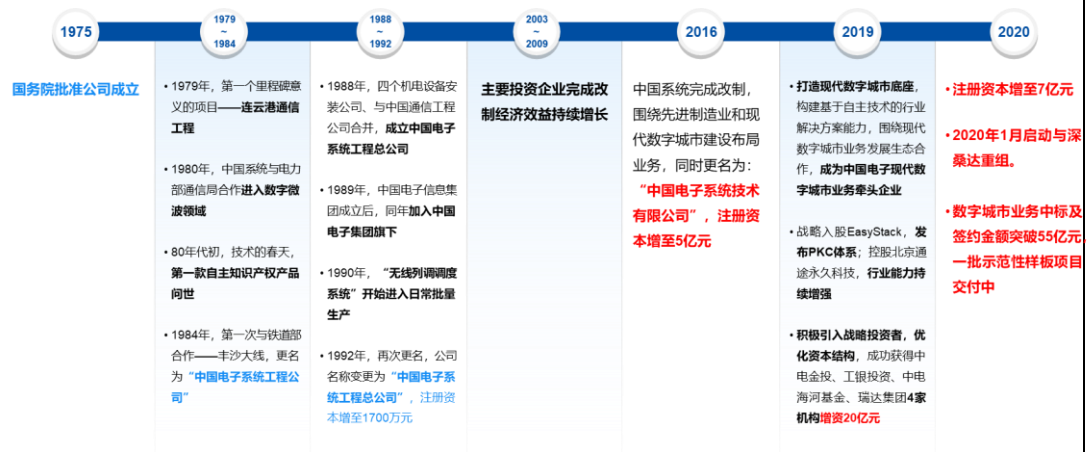 1975
国务院批准公司成立
1979
~
1984
• 1979年，第一个里程碑意
义的项目——连云港通信
工程
• 1980年，中国系统与电力
部通信局合作进入数字微
波领域
• 80年代初，技术的春天，
第一款自主知识产权产品
问世
• 1984年，第一次与铁道部
合作——丰沙大线，更名
为“中国电子系统工程公
司”
1988
~
1992
• 1988年，四个机电设备安
装公司、与中国通信工程
公司合并，成立中国电子
系统工程总公司
• 1989年，中国电子信息集
团成立后，同年加入中国
电子集团旗下
• 1990年，“无线列调调度
系统”开始进入日常批量
生产
• 1992年，再次更名，公司
名称变更为“中国电子系
统工程总公司”，注册资
本增至1700万元
2003
~
2009
主要投资企业完成改
制经济效益持续增长
2016
中国系统完成改制，
围绕先进制造业和现
代数字城市建设布局
业务，同时更名为：
“中国电子系统技术
有限公司”，注册资
本增至5亿元
2019
• 打造现代数字城市底座，
构建基于自主技术的行业
解决方案能力，围绕现代
数字城市业务发展生态合
作，成为中国电子现代数
字城市业务牵头企业
• 战略入股EasyStack，发
布PKC体系；控股北京通
途永久科技，行业能力持
续增强
• 积极引入战略投资者，优
化资本结构，成功获得中
电金投、工银投资、中电
海河基金、瑞达集团4家
机构增资20亿元
2020
• 注册资本增至7亿元
• 2020年1月启动与深
桑达重组。
• 数字城市业务中标及
签约金额突破55亿元，
一批示范性样板项目
交付中